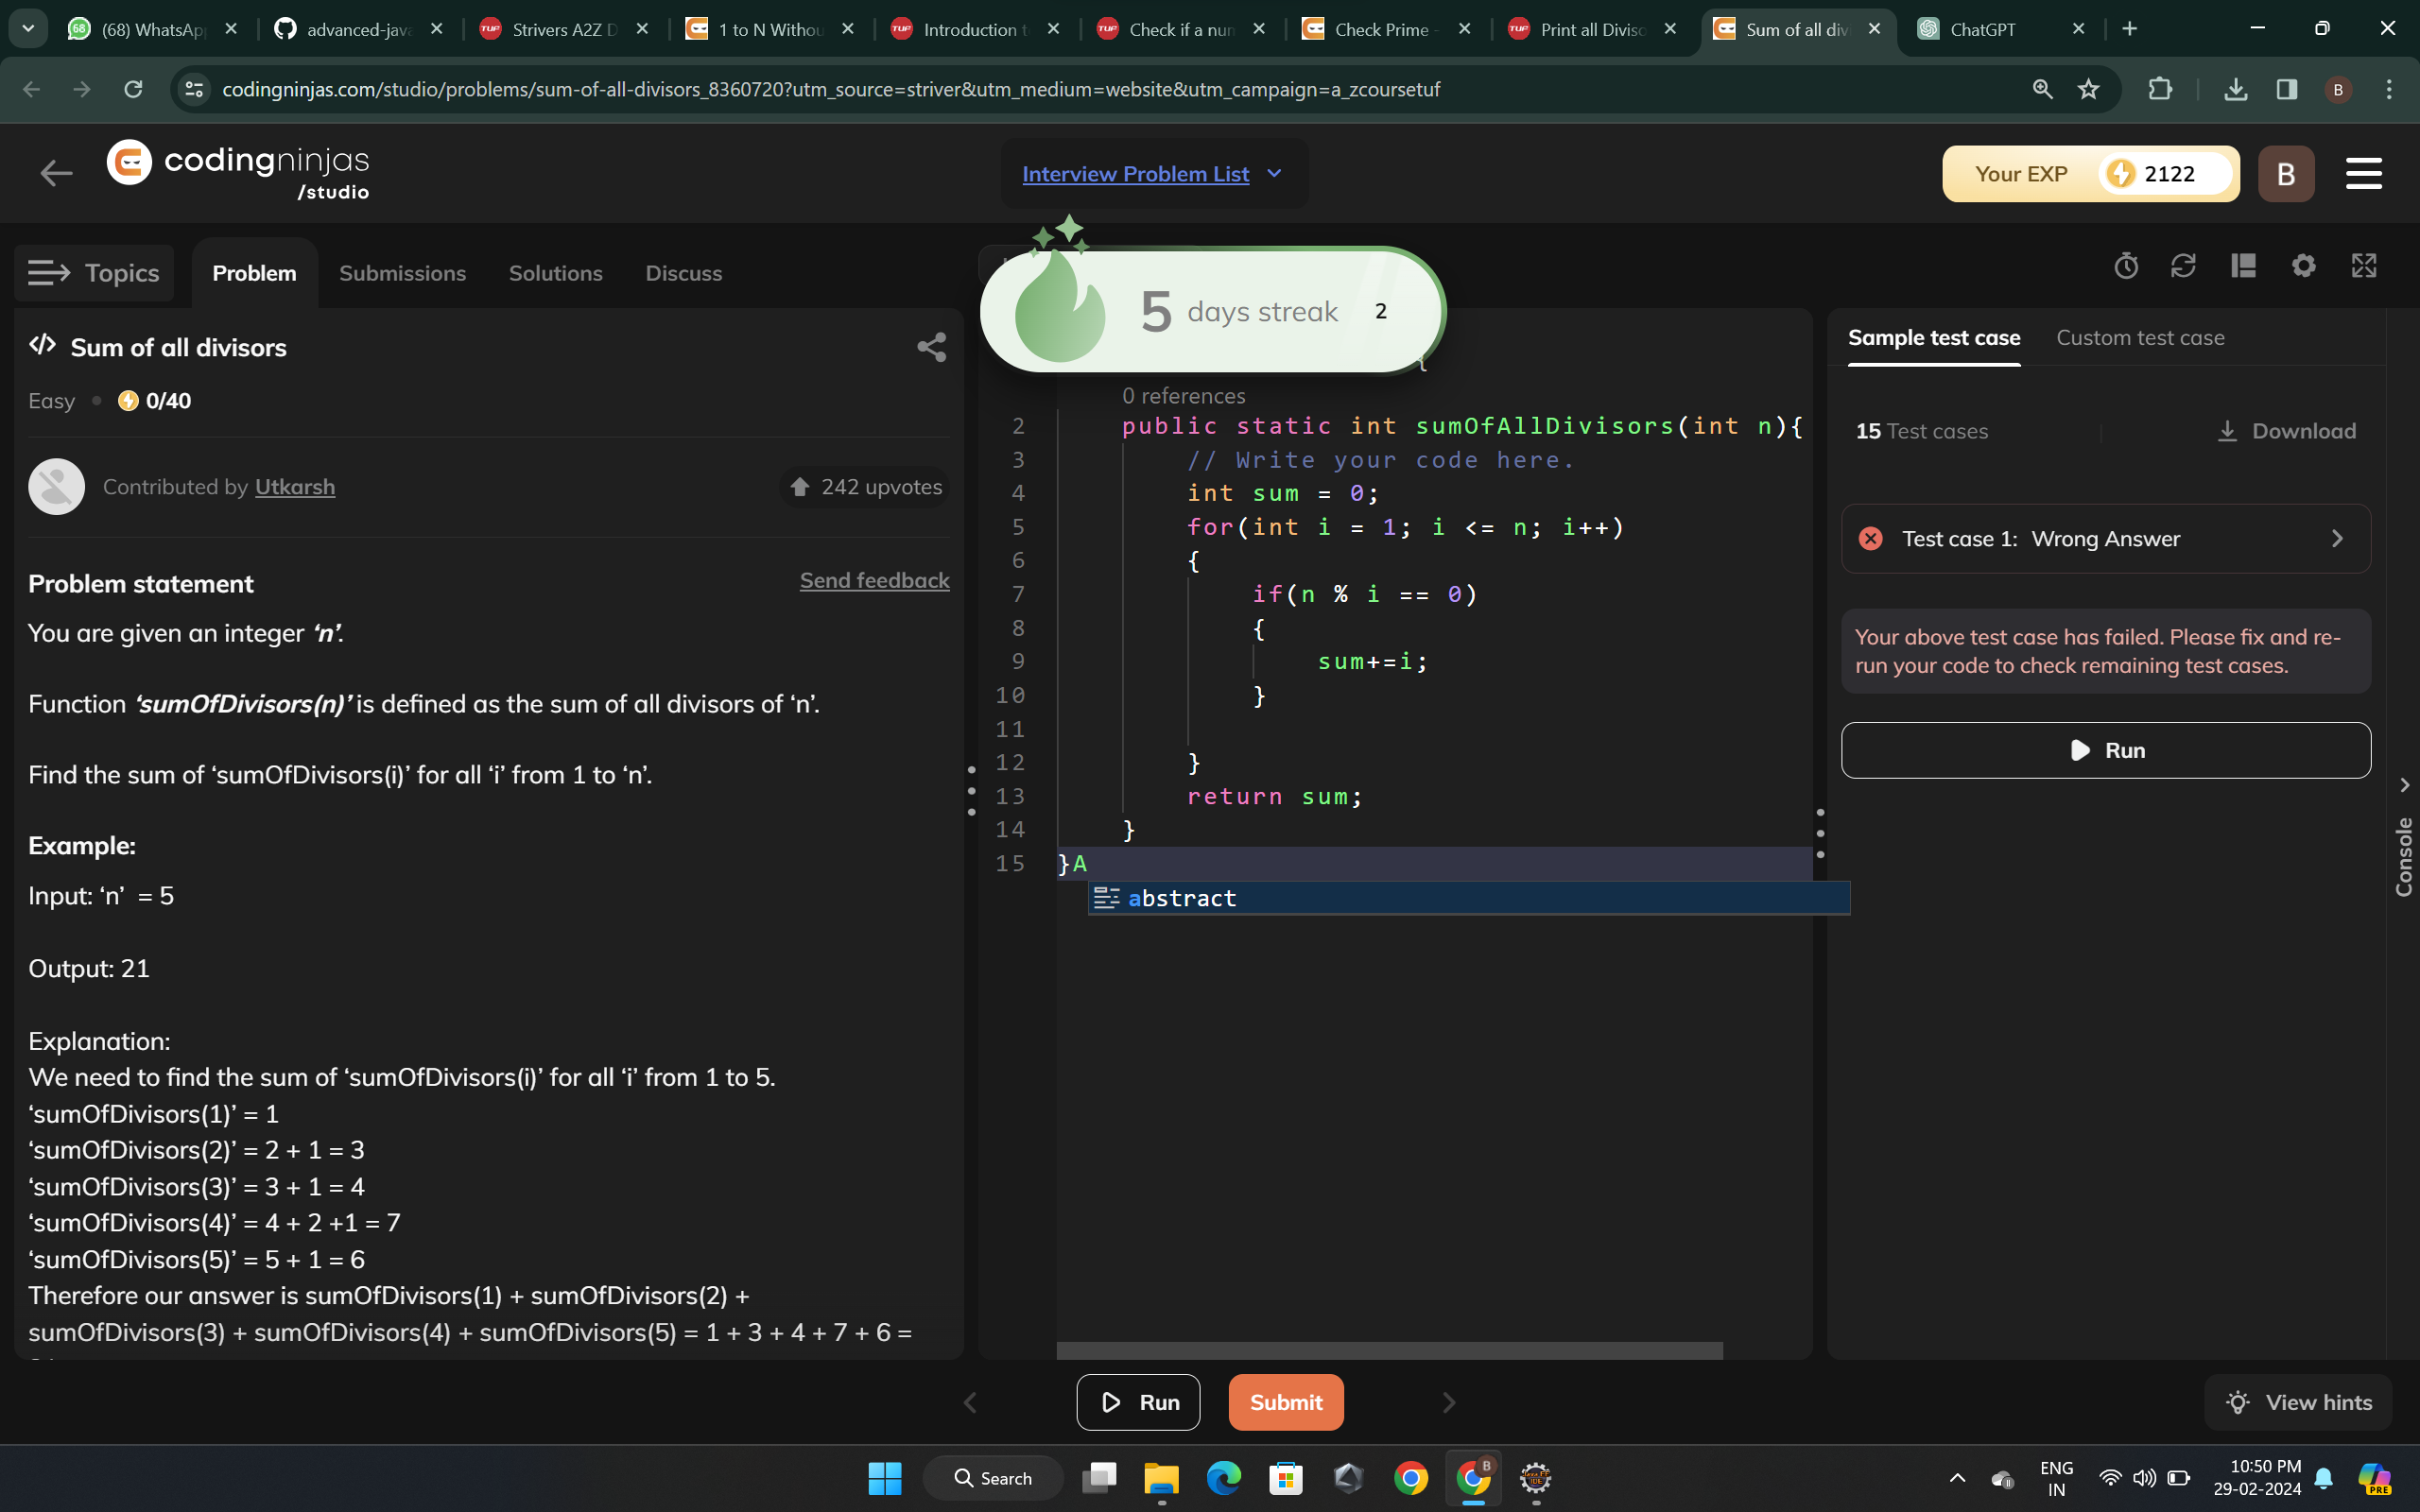 68 (68) WhatsAp
advanced-java
TUF Strivers A2Z D
1 to N Withou
TUF Introduction t
TUF Check if a num
Check Prime -
TUF Print all Diviso
Sum of all div
ChatGPT
codingninjas.com/studio/problems/sum-of-all-divisors_8360720?utm_source=striver&utm_medium=website&utm_campaign=a_zcoursetuf
B
codingninjas
/studio
Interview Problem List
Your EXP 2122
B
Topics
Problem
Submissions
Solutions
Discuss
5 days streak 2
Sum of all divisors
Easy • 0/40
Contributed by Utkarsh
242 upvotes
Problem statement
Send feedback
You are given an integer ‘n’.
Function ‘sumOfDivisors(n)’ is defined as the sum of all divisors of ‘n’.
Find the sum of ‘sumOfDivisors(i)’ for all ‘i’ from 1 to ‘n’.
Example:
Input: ‘n’ = 5
Output: 21
Explanation:
We need to find the sum of ‘sumOfDivisors(i)’ for all ‘i’ from 1 to 5.
‘sumOfDivisors(1)’ = 1
‘sumOfDivisors(2)’ = 2 + 1 = 3
‘sumOfDivisors(3)’ = 3 + 1 = 4
‘sumOfDivisors(4)’ = 4 + 2 +1 = 7
‘sumOfDivisors(5)’ = 5 + 1 = 6
Therefore our answer is sumOfDivisors(1) + sumOfDivisors(2) +
sumOfDivisors(3) + sumOfDivisors(4) + sumOfDivisors(5) = 1 + 3 + 4 + 7 + 6 =
{
0 references
2 public static int sumOfAllDivisors(int n){
3 // Write your code here.
4 int sum = 0;
5 for(int i = 1; i <= n; i++)
6 {
7 if(n % i == 0)
8 {
9 sum+=i;
10 }
11
12 }
13 return sum;
14 }
15 }A
abstract
Sample test case
Custom test case
15 Test cases
Download
Test case 1: Wrong Answer
Your above test case has failed. Please fix and re-
run your code to check remaining test cases.
Run
Console
Run
Submit
View hints
Search
B
ENG
IN
10:50 PM
29-02-2024
PRE